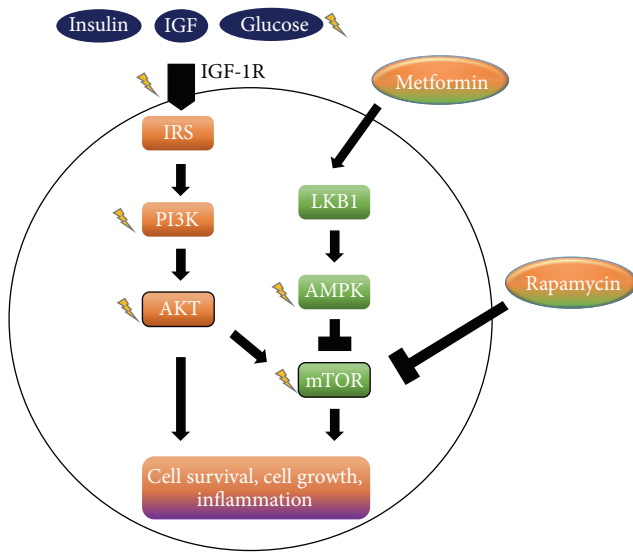 Insulin
IGF
Glucose
IGF-1R
Metformin
IRS
LKB1
PI3K
AMPK
Rapamycin
AKT
mTOR
Cell survival, cell growth,
inflammation